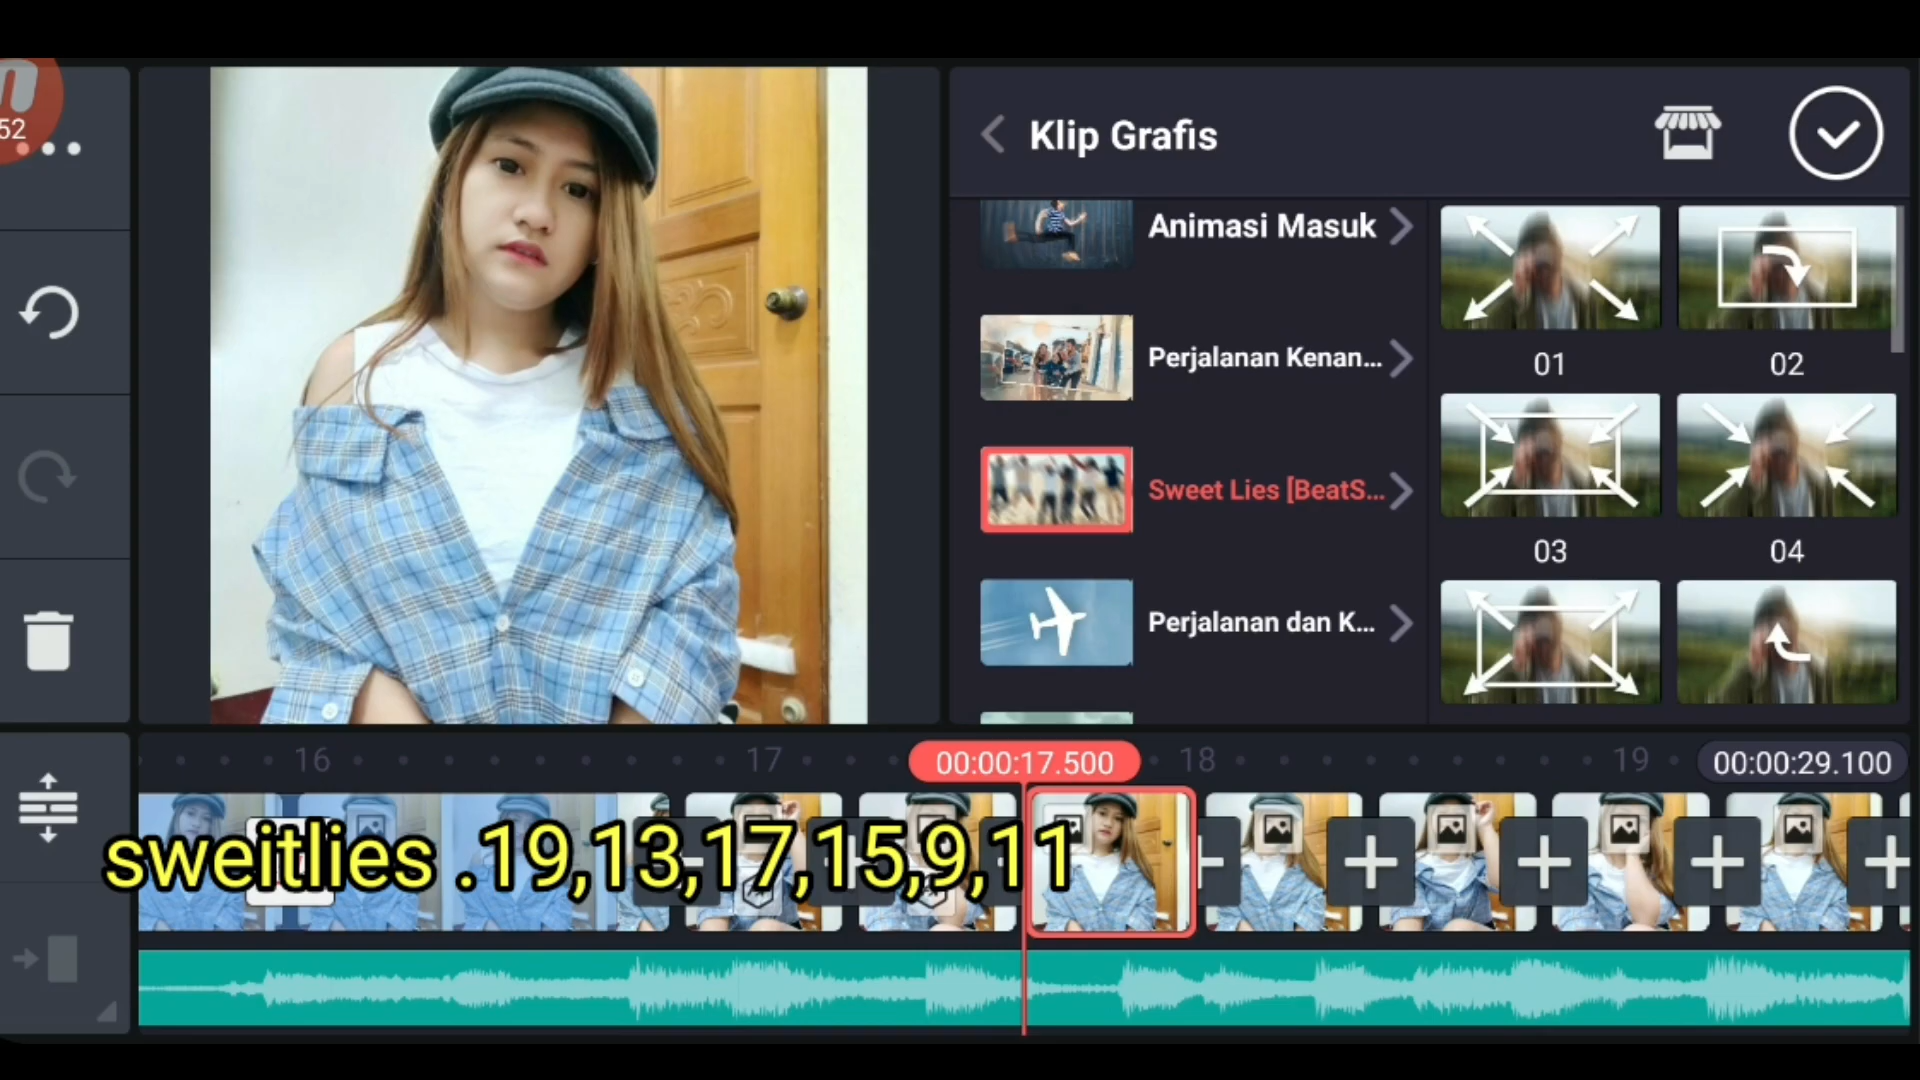 52
Klip Grafis
Animasi Masuk
Perjalanan Kenan...
Sweet Lies [BeatS...
Perjalanan dan K...
01
02
03
04
16
17
00:00:17.500
18
19
00:00:29.100
sweitlies .19,13,17,15,9,11